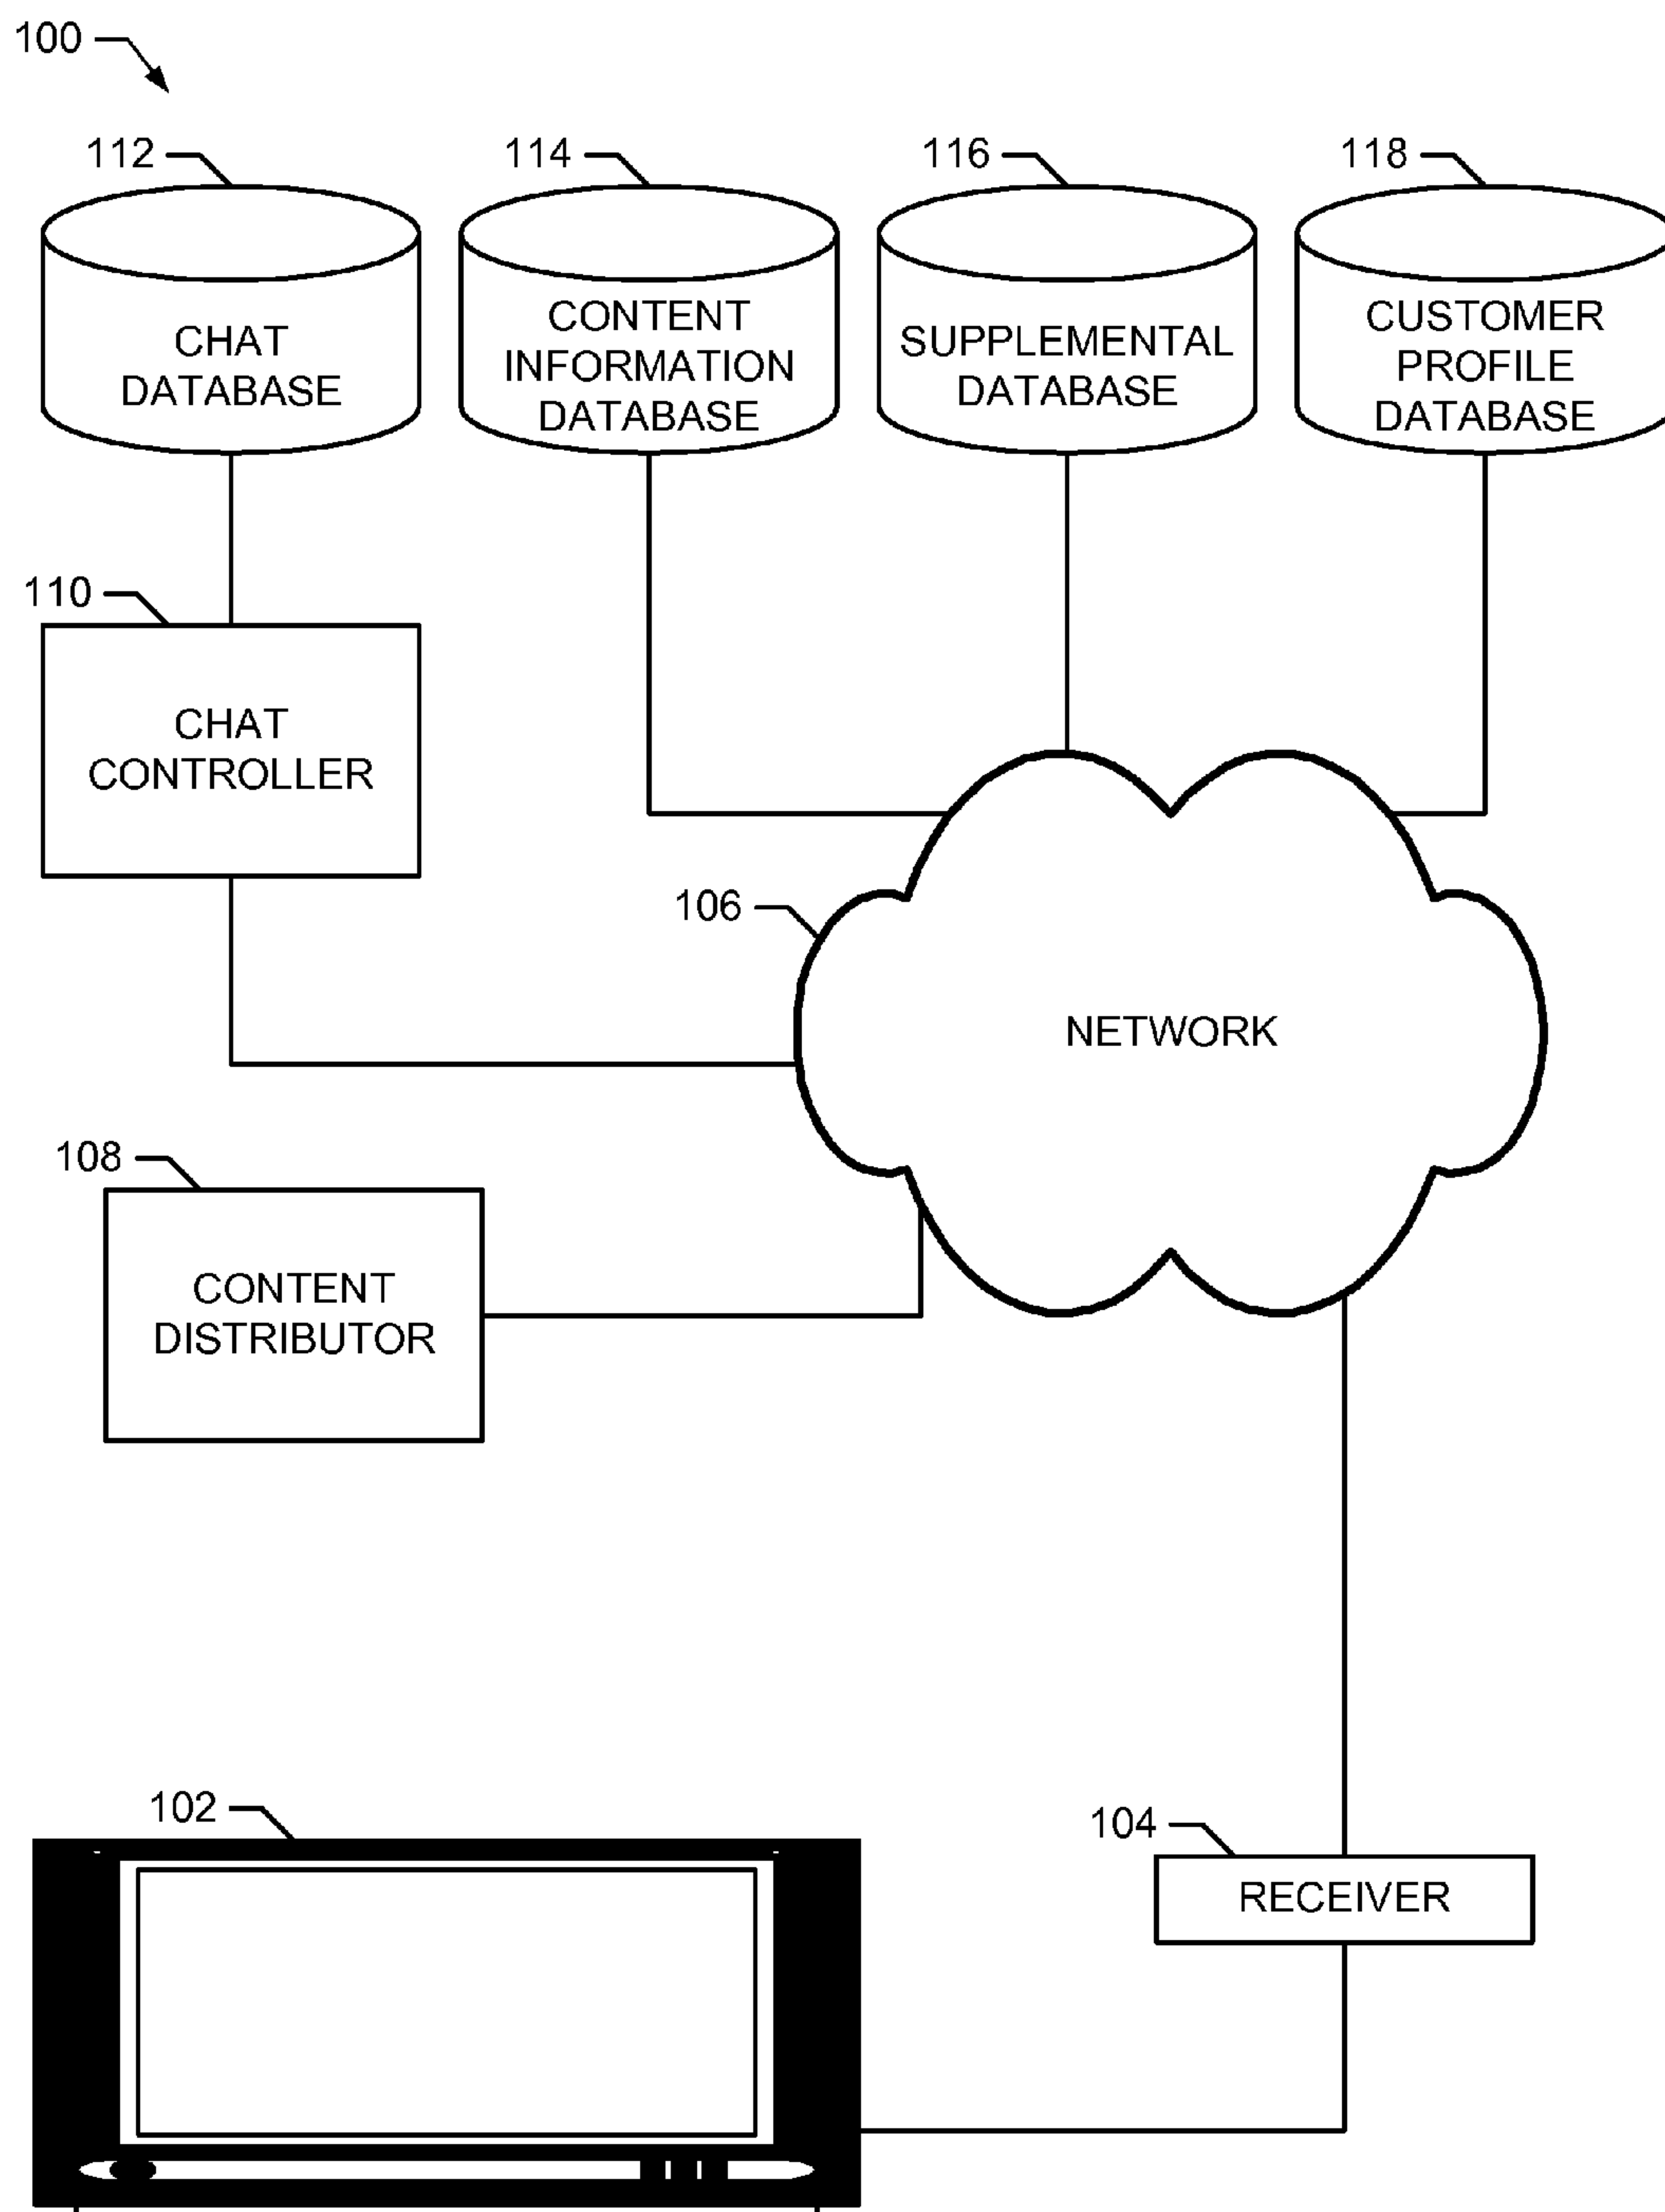 100
112
114
116
118
CHAT
DATABASE
CONTENT
INFORMATION
DATABASE
SUPPLEMENTAL
DATABASE
CUSTOMER
PROFILE
DATABASE
110
CHAT
CONTROLLER
106
NETWORK
108
CONTENT
DISTRIBUTOR
102
104
RECEIVER